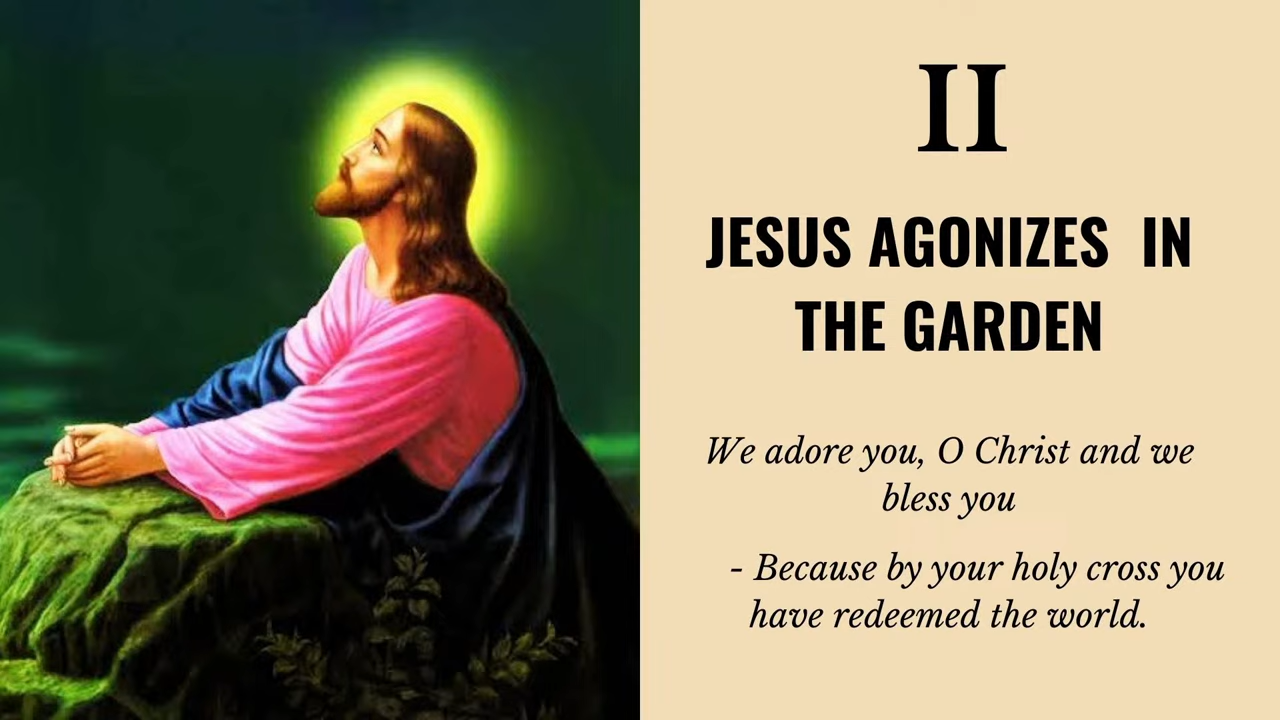 II
JESUS AGONIZES IN
THE GARDEN
We adore you, O Christ and we
bless you
- Because by your holy cross you
have redeemed the world.